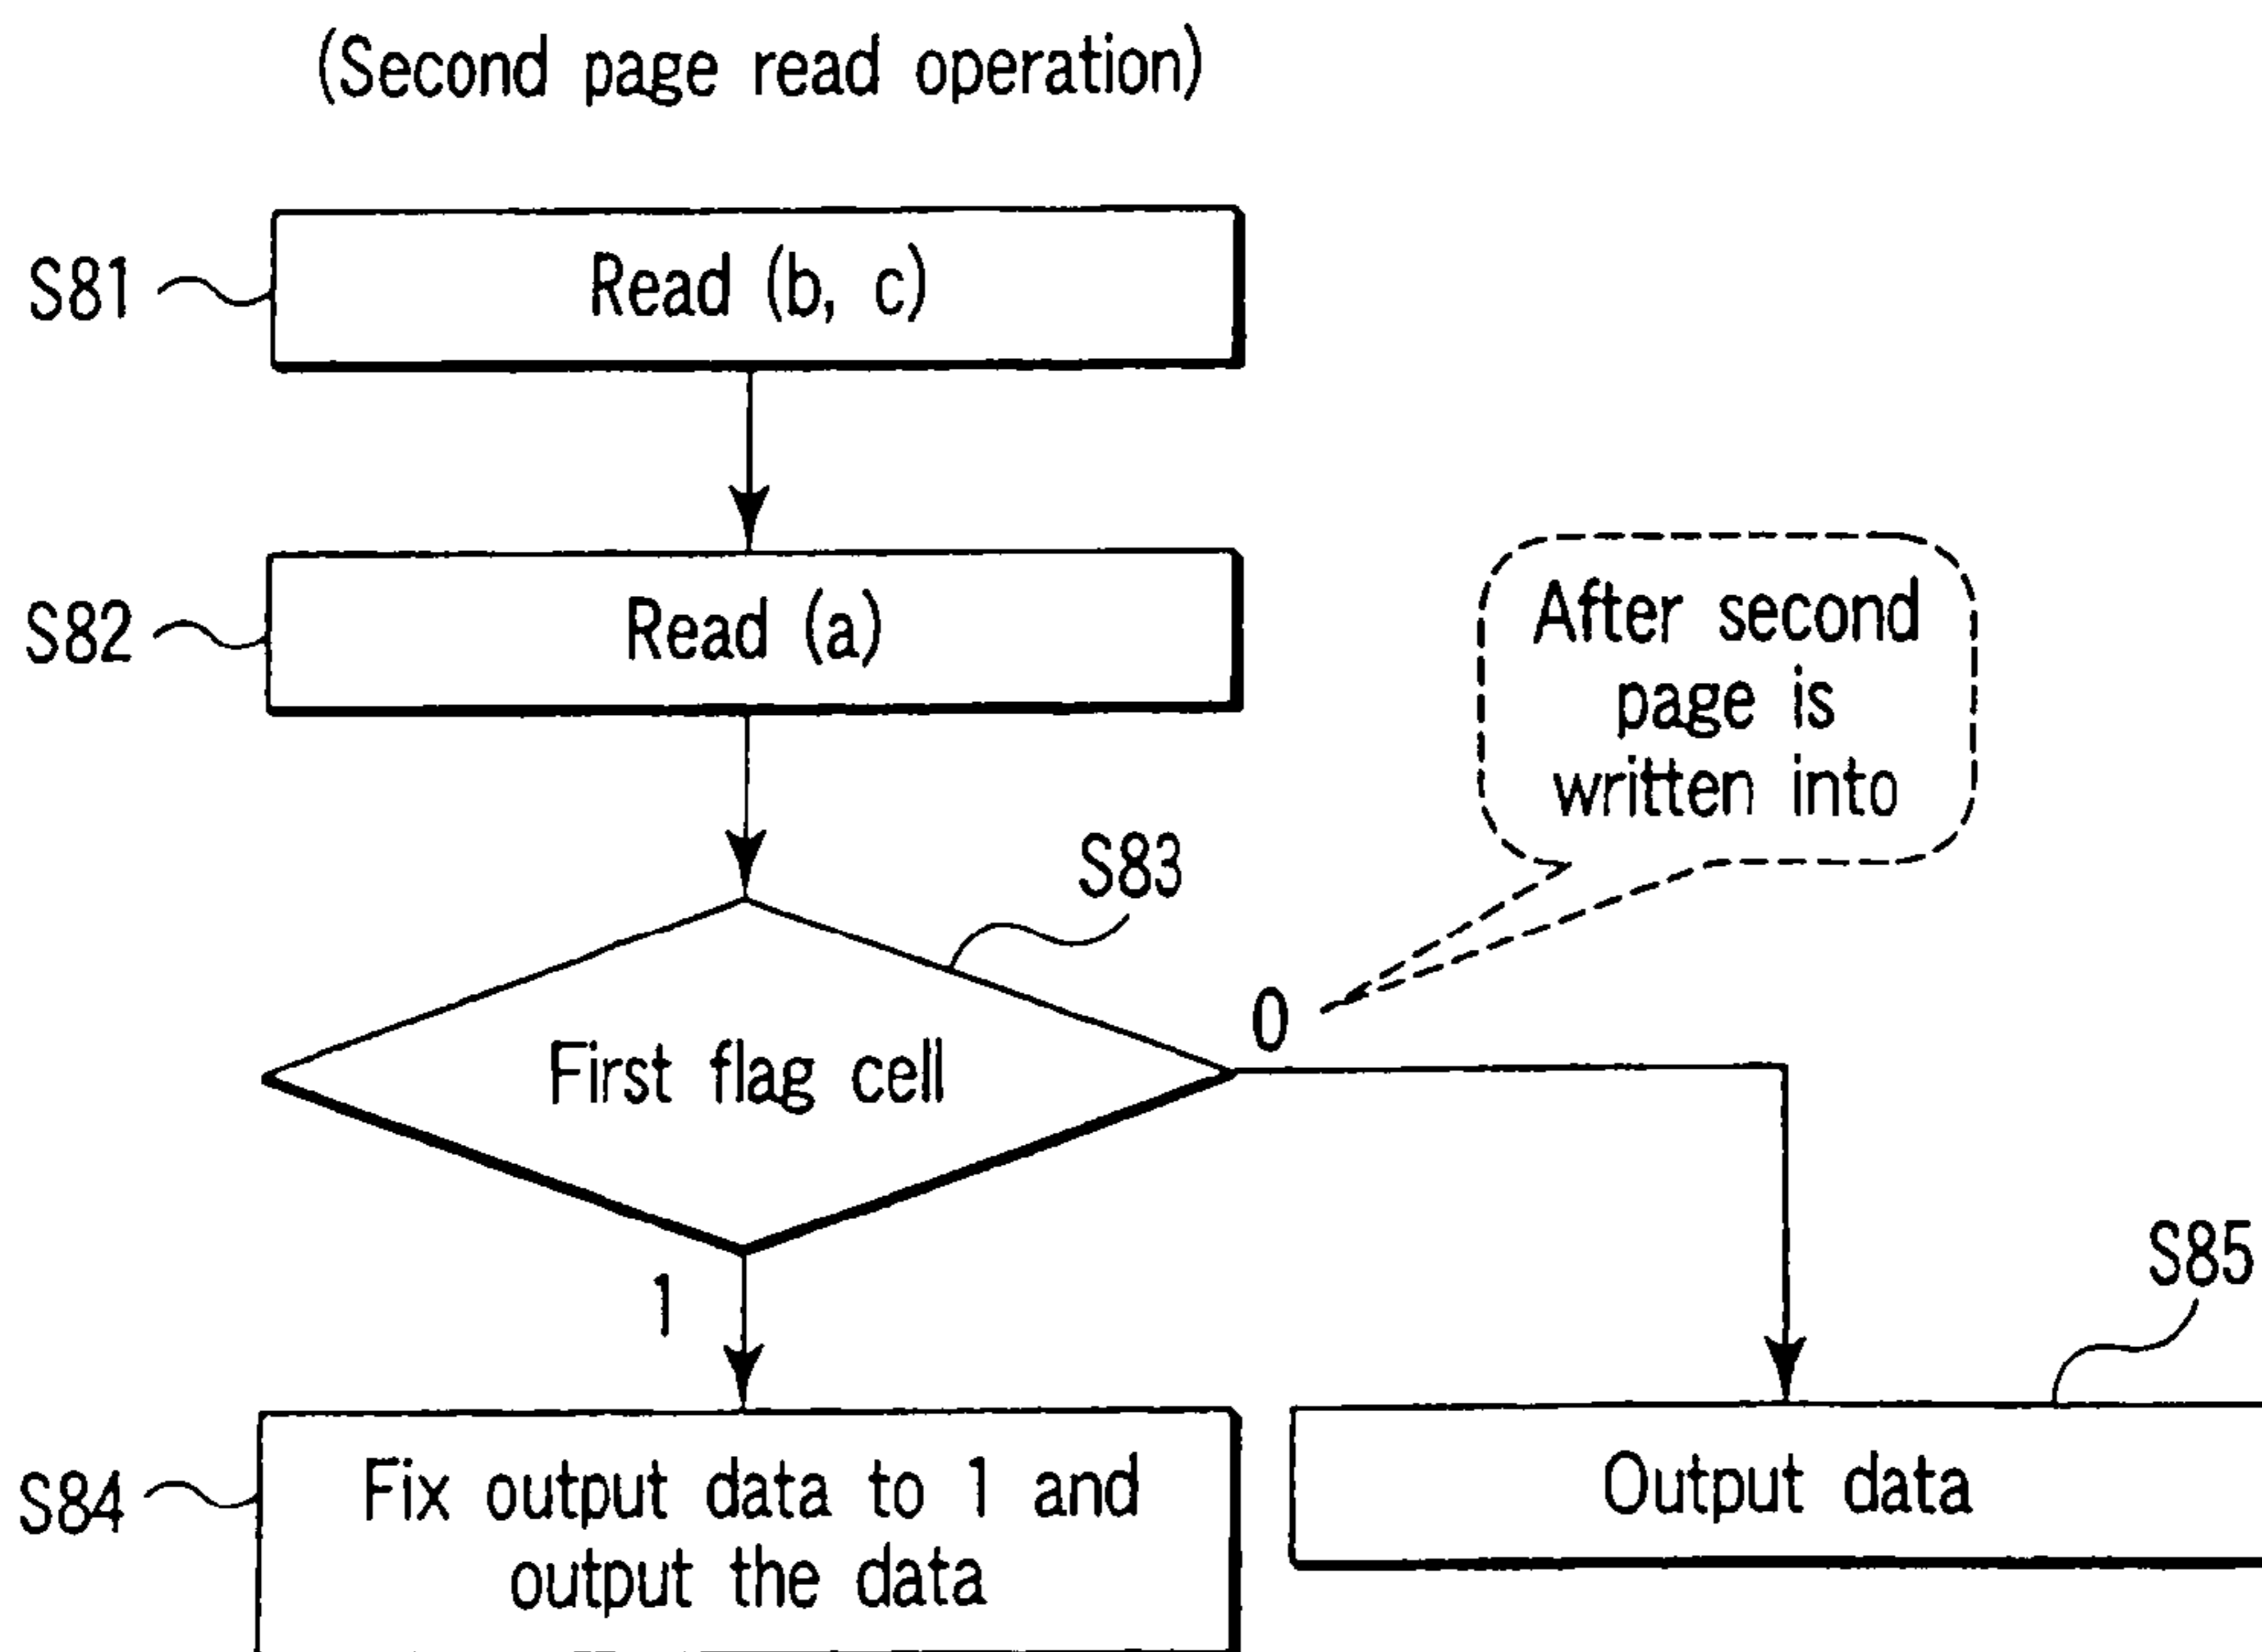 (Second page read operation)
S81
Read (b, c)
S82
Read (a)
After second
page is
written into
S83
0
First flag cell
1
S85
S84
Fix output data to 1 and
output the data
Output data